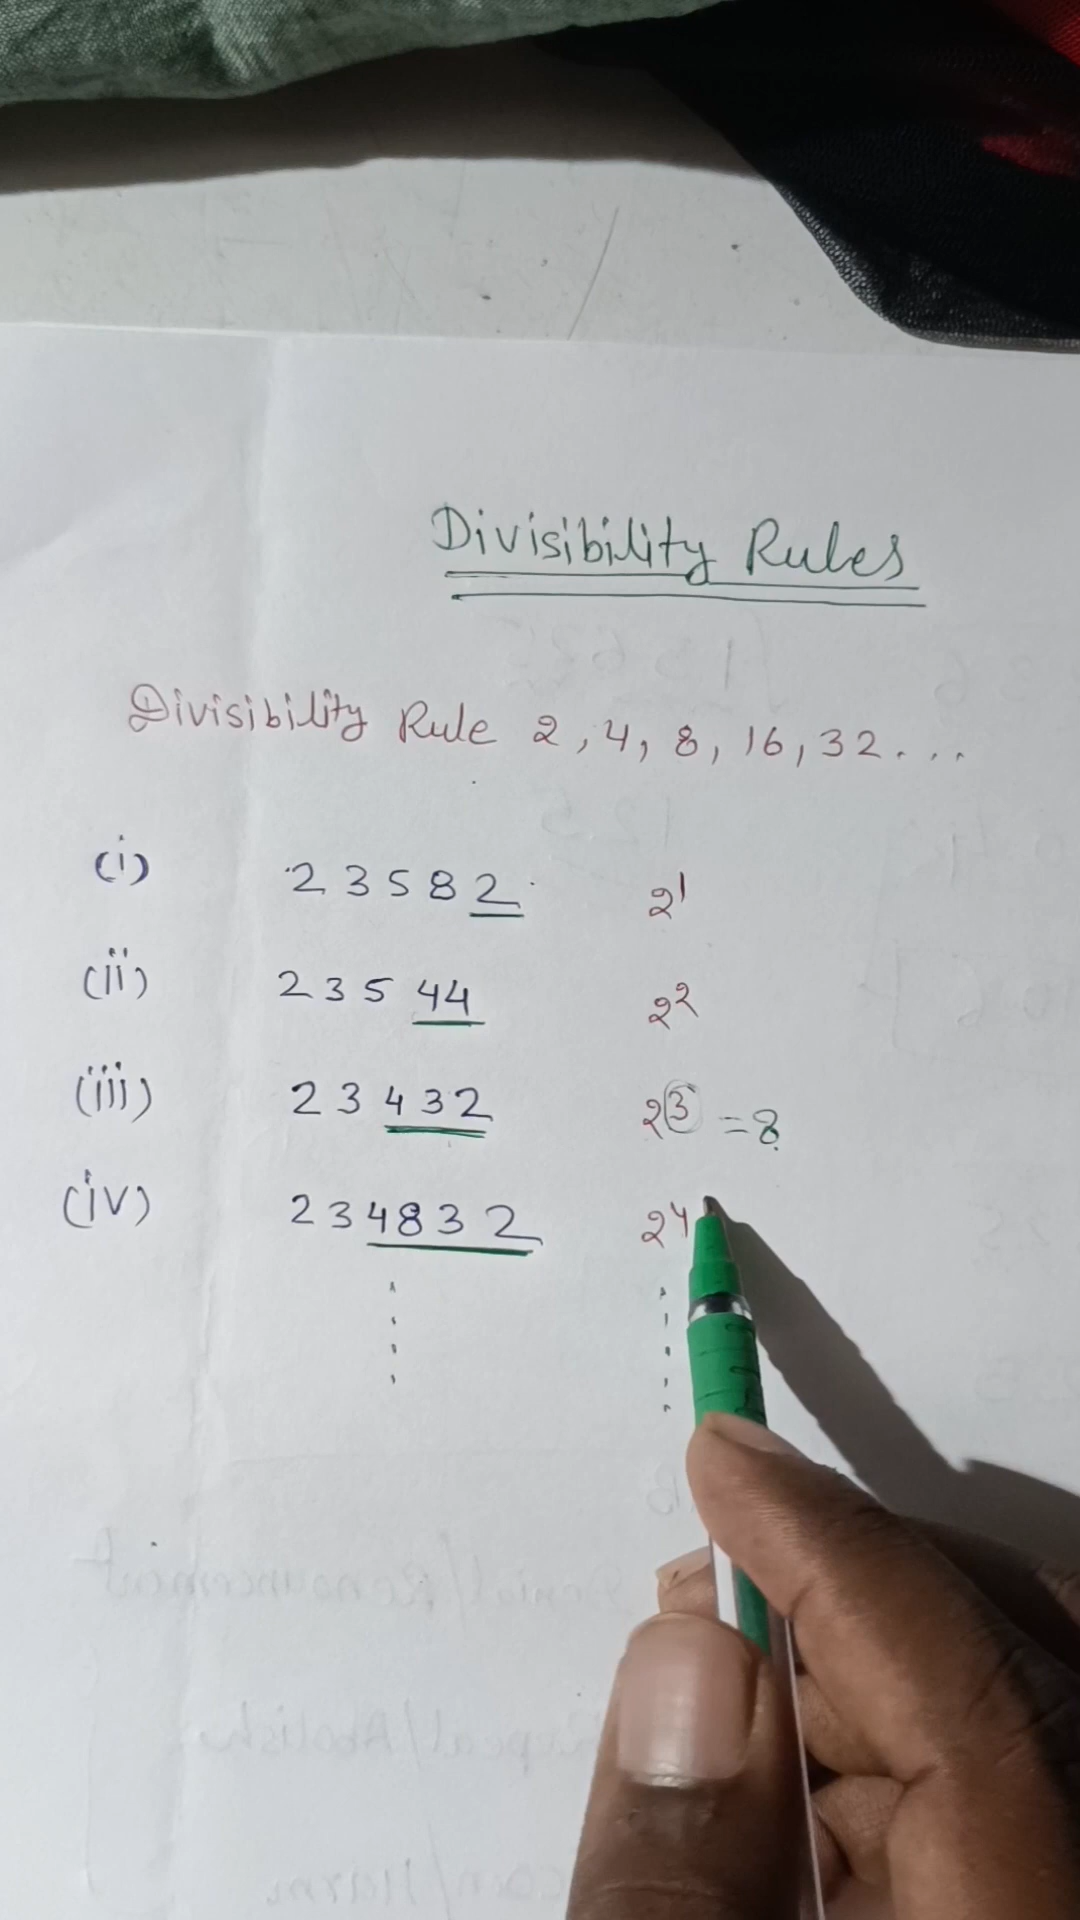 Divisibility Rules
Divisibility Rule 2, 4, 8, 16, 32...
(i) 23582 2¹
(ii) 23544 2²
(iii) 23432 2³ = 8
(iv) 234832 2⁴